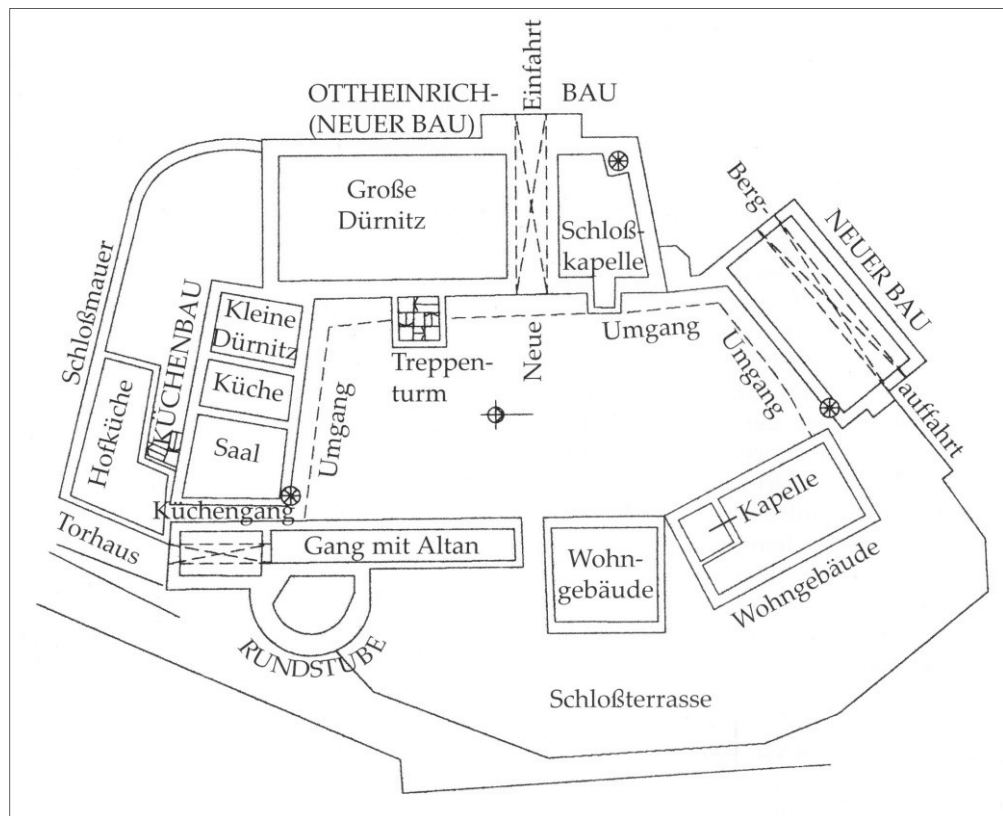 OTTHEINRICH- BAU
(NEUER BAU)
Einfahrt
Neue
Große
Dürnitz
Schloß-
kapelle
Berg-
auffahrt
NEUER BAU
Schloßmauer
KÜCHENBAU
Kleine
Dürnitz
Küche
Saal
Hofküche
Treppen-
turm
Umgang
Umgang
Umgang
Küchengang
Torhaus
Gang mit Altan
RUNDSTUBE
Wohn-
gebäude
Kapelle
Wohngebäude
Schloßterrasse